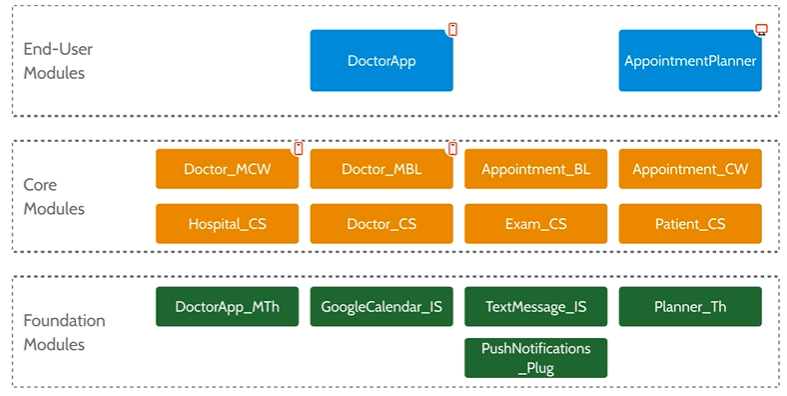 End-User
Modules
DoctorApp
AppointmentPlanner
Core
Modules
Doctor_MCW
Doctor_MBL
Appointment_BL
Appointment_CW
Hospital_CS
Doctor_CS
Exam_CS
Patient_CS
Foundation
Modules
DoctorApp_MTh
GoogleCalendar_IS
TextMessage_IS
Planner_Th
PushNotifications
_Plug